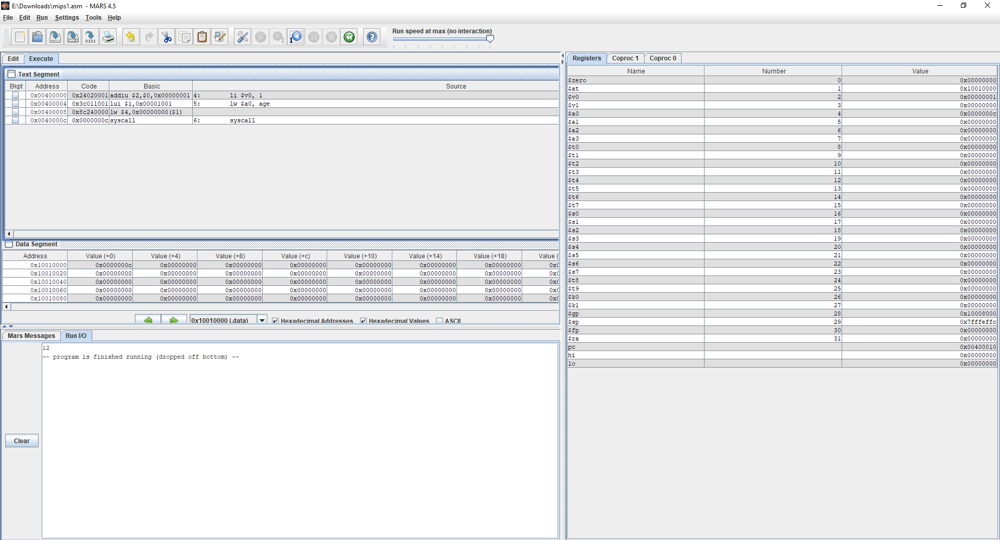 E:\Downloads\mips1.asm - MARS 4.5
File Edit Run Settings Tools Help
Run speed at max (no interaction)
0101 1 1
Edit Execute
Text Segment
Bkpt Address Code Basic Source
0x00400000 0x24020001 addiu $2,$0,0x00000001 4: li $v0, 1
0x00400004 0x3c011001 lui $1,0x00001001 5: lw $a0, age
0x00400008 0x8c240000 lw $4,0x00000000($1)
0x0040000c 0x0000000c syscall 6: syscall
Data Segment
Address Value (+0) Value (+4) Value (+8) Value (+c) Value (+10) Value (+14) Value (+18) Value (
0x10010000 0x0000000c 0x00000000 0x00000000 0x00000000 0x00000000 0x00000000 0x00000000 0x0
0x10010020 0x00000000 0x00000000 0x00000000 0x00000000 0x00000000 0x00000000 0x00000000 0x0
0x10010040 0x00000000 0x00000000 0x00000000 0x00000000 0x00000000 0x00000000 0x00000000 0x0
0x10010060 0x00000000 0x00000000 0x00000000 0x00000000 0x00000000 0x00000000 0x00000000 0x0
0x10010080 0x00000000 0x00000000 0x00000000 0x00000000 0x00000000 0x00000000 0x00000000 0x0
0x10010000 (.data) Hexadecimal Addresses Hexadecimal Values ASCII
Mars Messages Run I/O
12
-- program is finished running (dropped off bottom) --
Clear
Registers Coproc 1 Coproc 0
Name Number Value
$zero 0 0x00000000
$at 1 0x10010000
$v0 2 0x00000001
$v1 3 0x00000000
$a0 4 0x0000000c
$a1 5 0x00000000
$a2 6 0x00000000
$a3 7 0x00000000
$t0 8 0x00000000
$t1 9 0x00000000
$t2 10 0x00000000
$t3 11 0x00000000
$t4 12 0x00000000
$t5 13 0x00000000
$t6 14 0x00000000
$t7 15 0x00000000
$s0 16 0x00000000
$s1 17 0x00000000
$s2 18 0x00000000
$s3 19 0x00000000
$s4 20 0x00000000
$s5 21 0x00000000
$s6 22 0x00000000
$s7 23 0x00000000
$t8 24 0x00000000
$t9 25 0x00000000
$k0 26 0x00000000
$k1 27 0x00000000
$gp 28 0x10008000
$sp 29 0x7fffeffc
$fp 30 0x00000000
$ra 31 0x00000000
pc 0x00400010
hi 0x00000000
lo 0x00000000